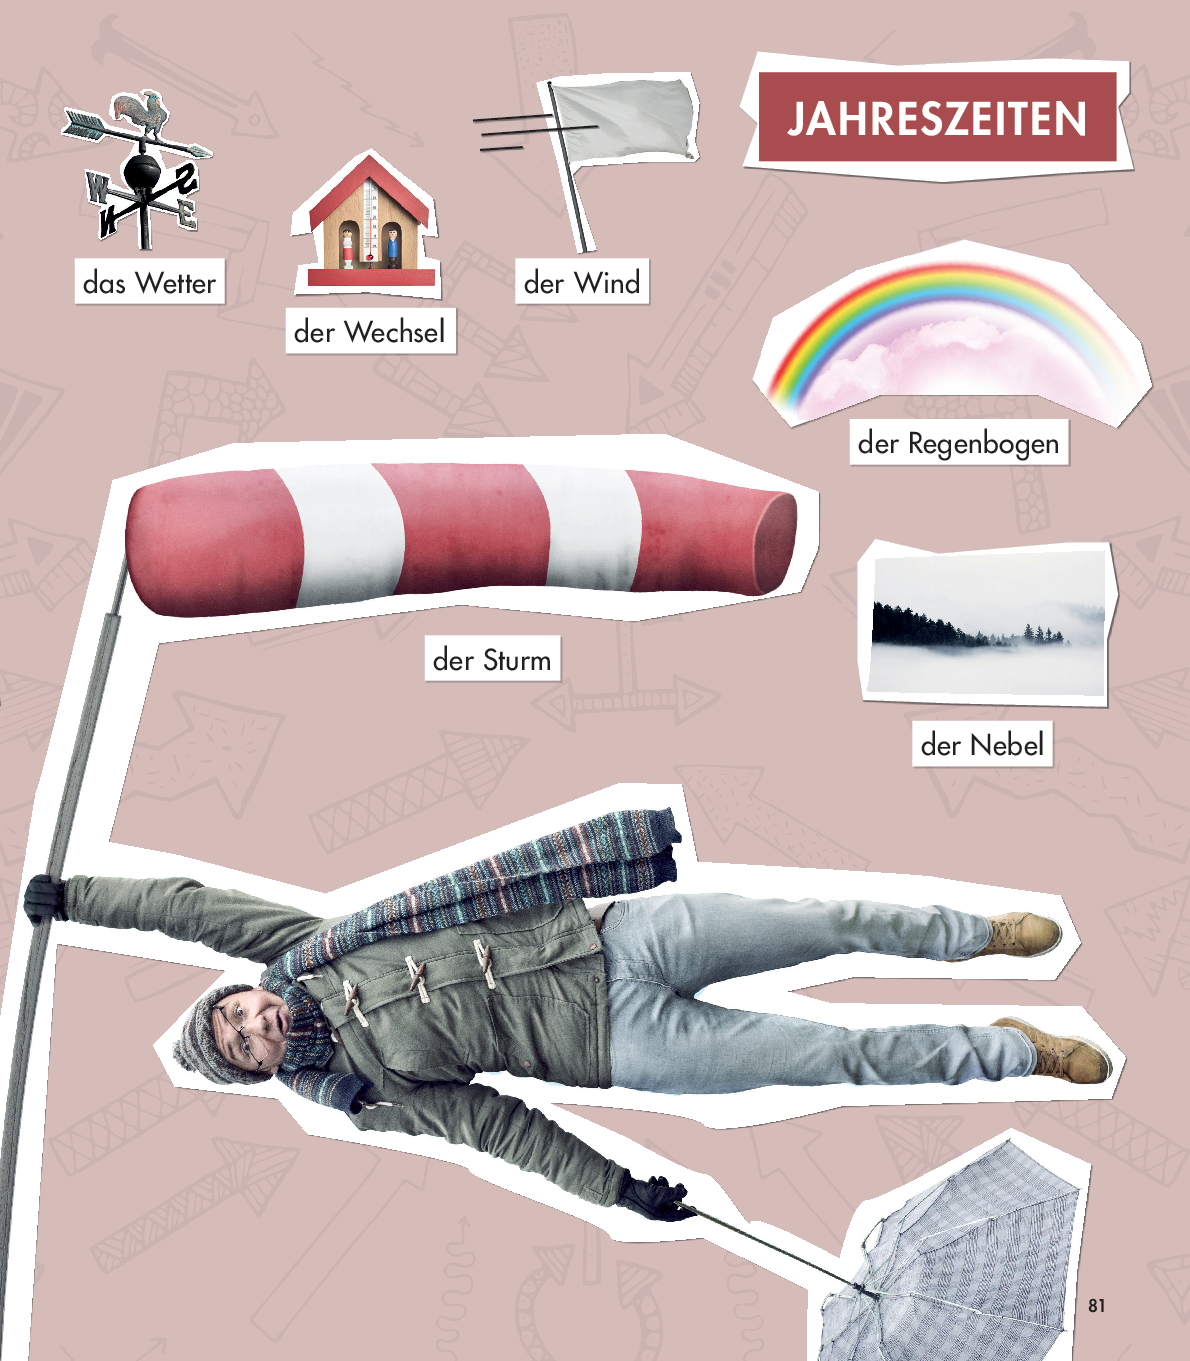 JAHRESZEITEN
das Wetter
der Wechsel
der Wind
der Regenbogen
der Sturm
der Nebel
W
S
N
E
81